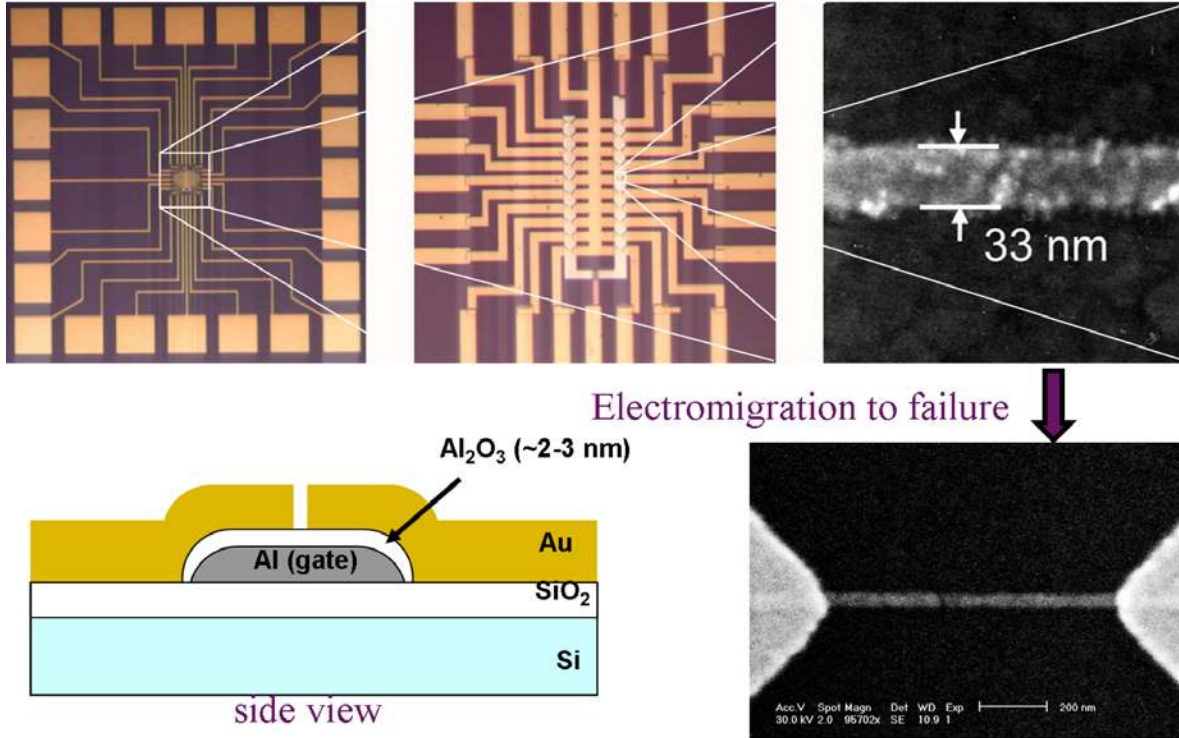 33 nm
Electromigration to failure
Al₂O₃ (~2-3 nm)
Au
Al (gate)
SiO₂
Si
side view
Acc.V Spot Magn Det WD Exp
200 nm
30.0 kV 2.0 95702x SE 10.9 1